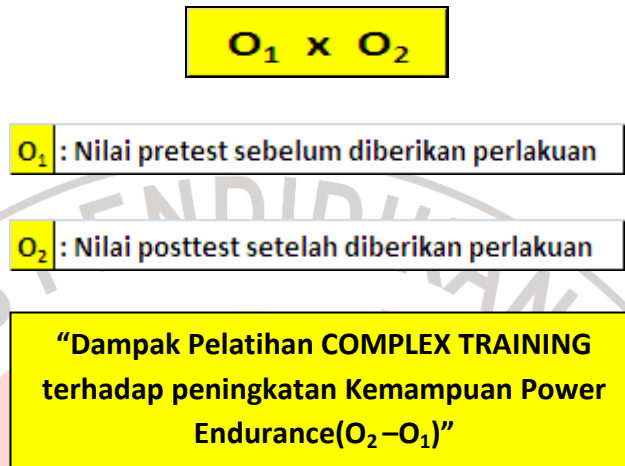 O₁ x O₂
O₁ : Nilai pretest sebelum diberikan perlakuan
O₂ : Nilai posttest setelah diberikan perlakuan
“Dampak Pelatihan COMPLEX TRAINING
terhadap peningkatan Kemampuan Power
Endurance(O₂ –O₁)”